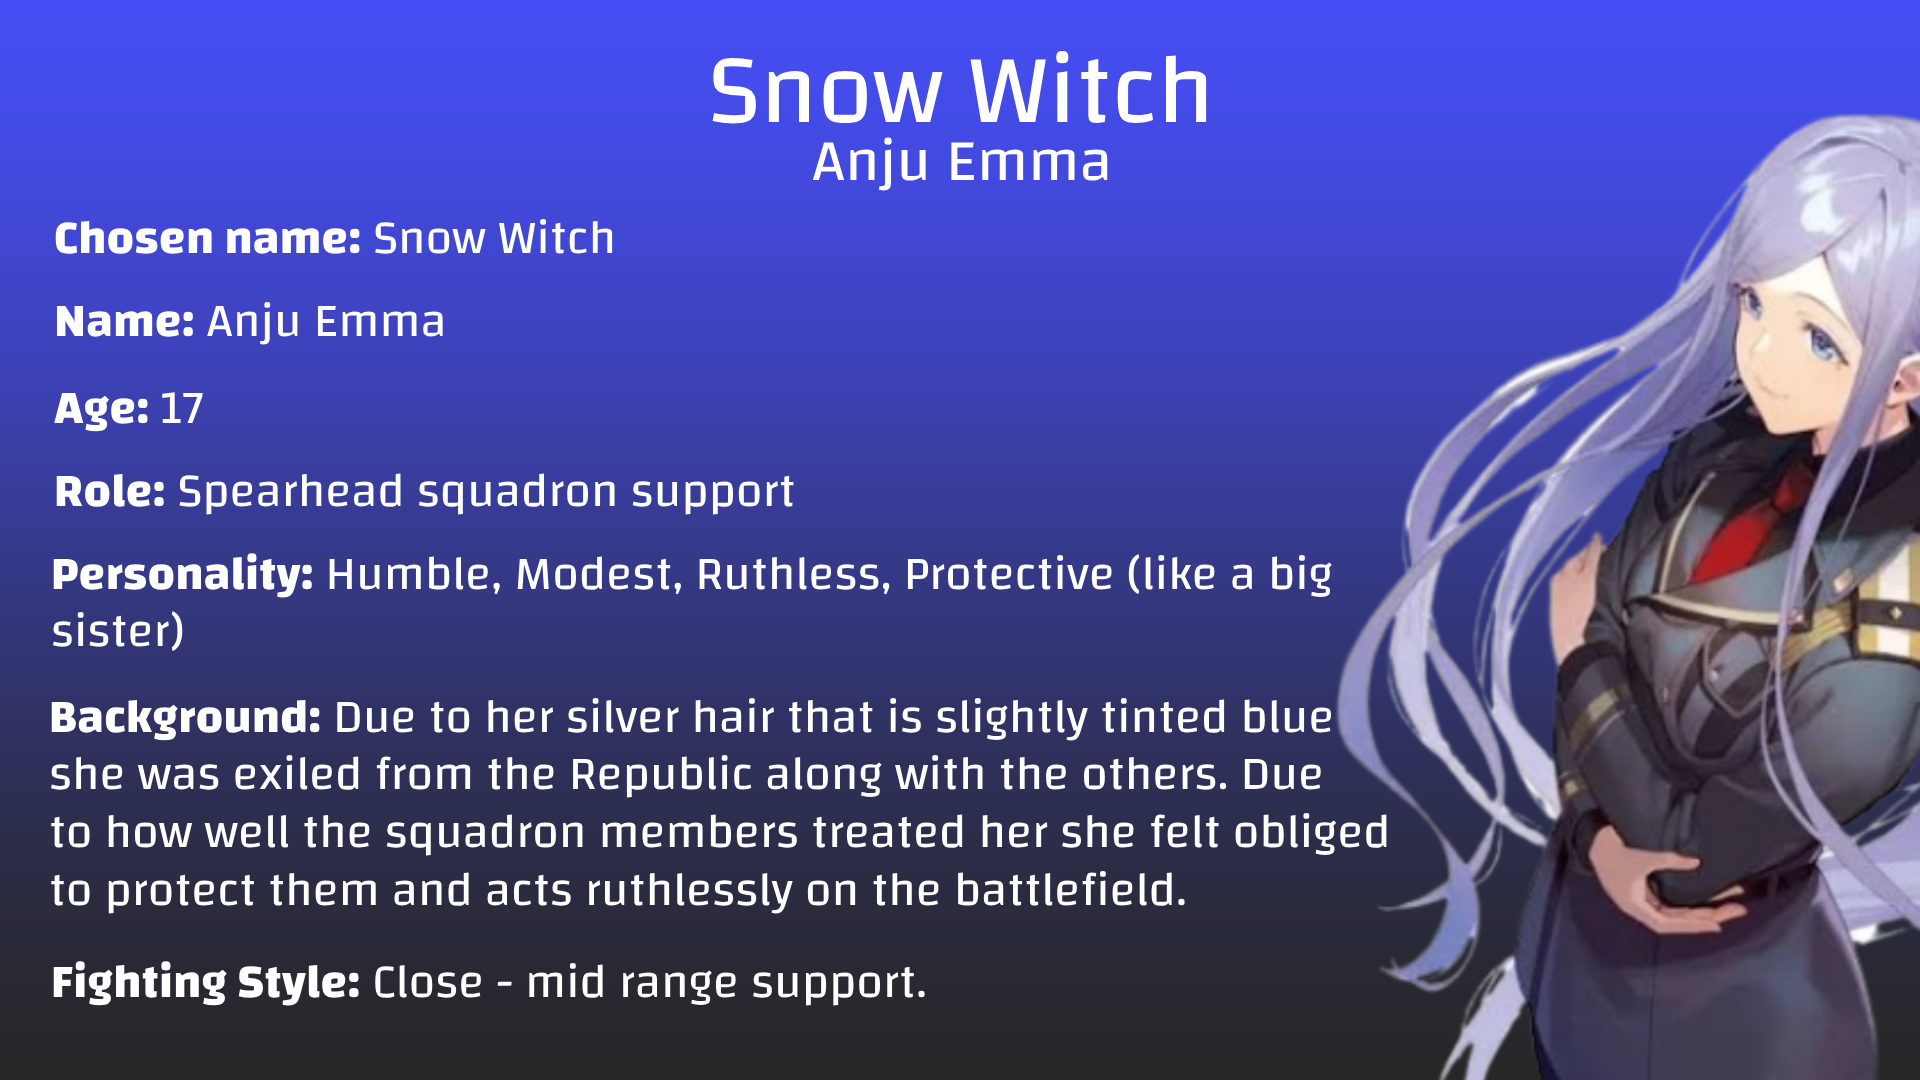 Snow Witch
Anju Emma
Chosen name: Snow Witch
Name: Anju Emma
Age: 17
Role: Spearhead squadron support
Personality: Humble, Modest, Ruthless, Protective (like a big
sister)
Background: Due to her silver hair that is slightly tinted blue
she was exiled from the Republic along with the others. Due
to how well the squadron members treated her she felt obliged
to protect them and acts ruthlessly on the battlefield.
Fighting Style: Close - mid range support.